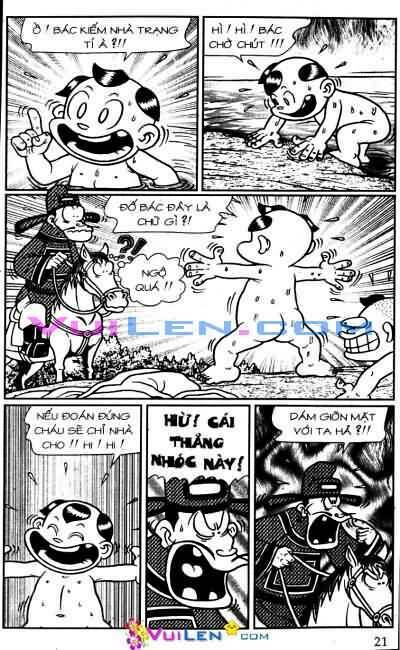 Ờ! BÁC KIẾM NHÀ TRẠNG
TÍ À?!!
HÌ! HÌ! BÁC
CHỜ CHÚT!!!
ĐỐ BÁC ĐÂY LÀ
CHỮ GÌ?!
?!
NGỘ
QUÁ!!
VUILEN.COM
NẾU ĐOÁN ĐÚNG
CHÁU SẼ CHỈ NHÀ
CHO!! HI! HI!
HỪ! CÁI
THẰNG
NHÓC NÀY!
DÁM GIỠN MẶT
VỚI TA HẢ?!!
VUILEN.COM
21